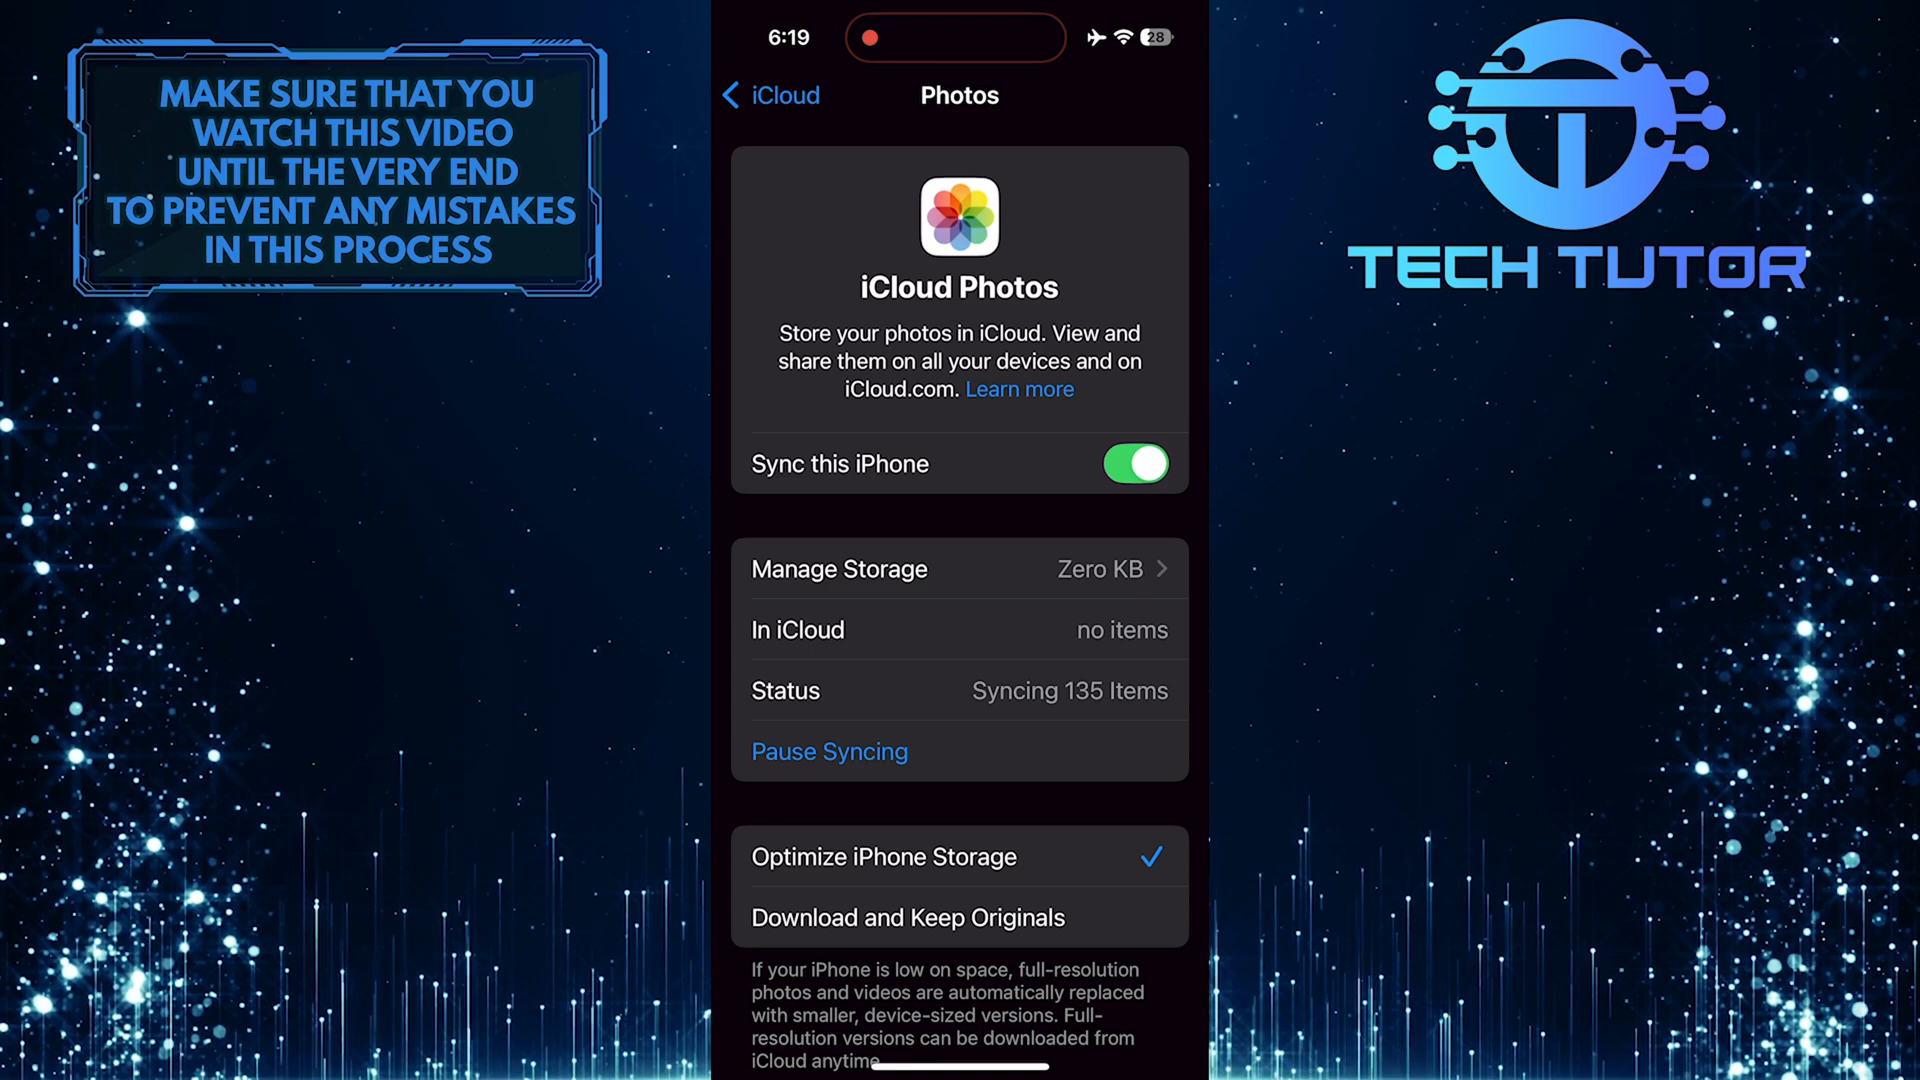 MAKE SURE THAT YOU
WATCH THIS VIDEO
UNTIL THE VERY END
TO PREVENT ANY MISTAKES
IN THIS PROCESS
6:19
28
iCloud
Photos
iCloud Photos
Store your photos in iCloud. View and
share them on all your devices and on
iCloud.com. Learn more
Sync this iPhone
Manage Storage Zero KB
In iCloud no items
Status Syncing 135 Items
Pause Syncing
Optimize iPhone Storage
Download and Keep Originals
If your iPhone is low on space, full-resolution
photos and videos are automatically replaced
with smaller, device-sized versions. Full-
resolution versions can be downloaded from
iCloud anytime
TECH TUTOR